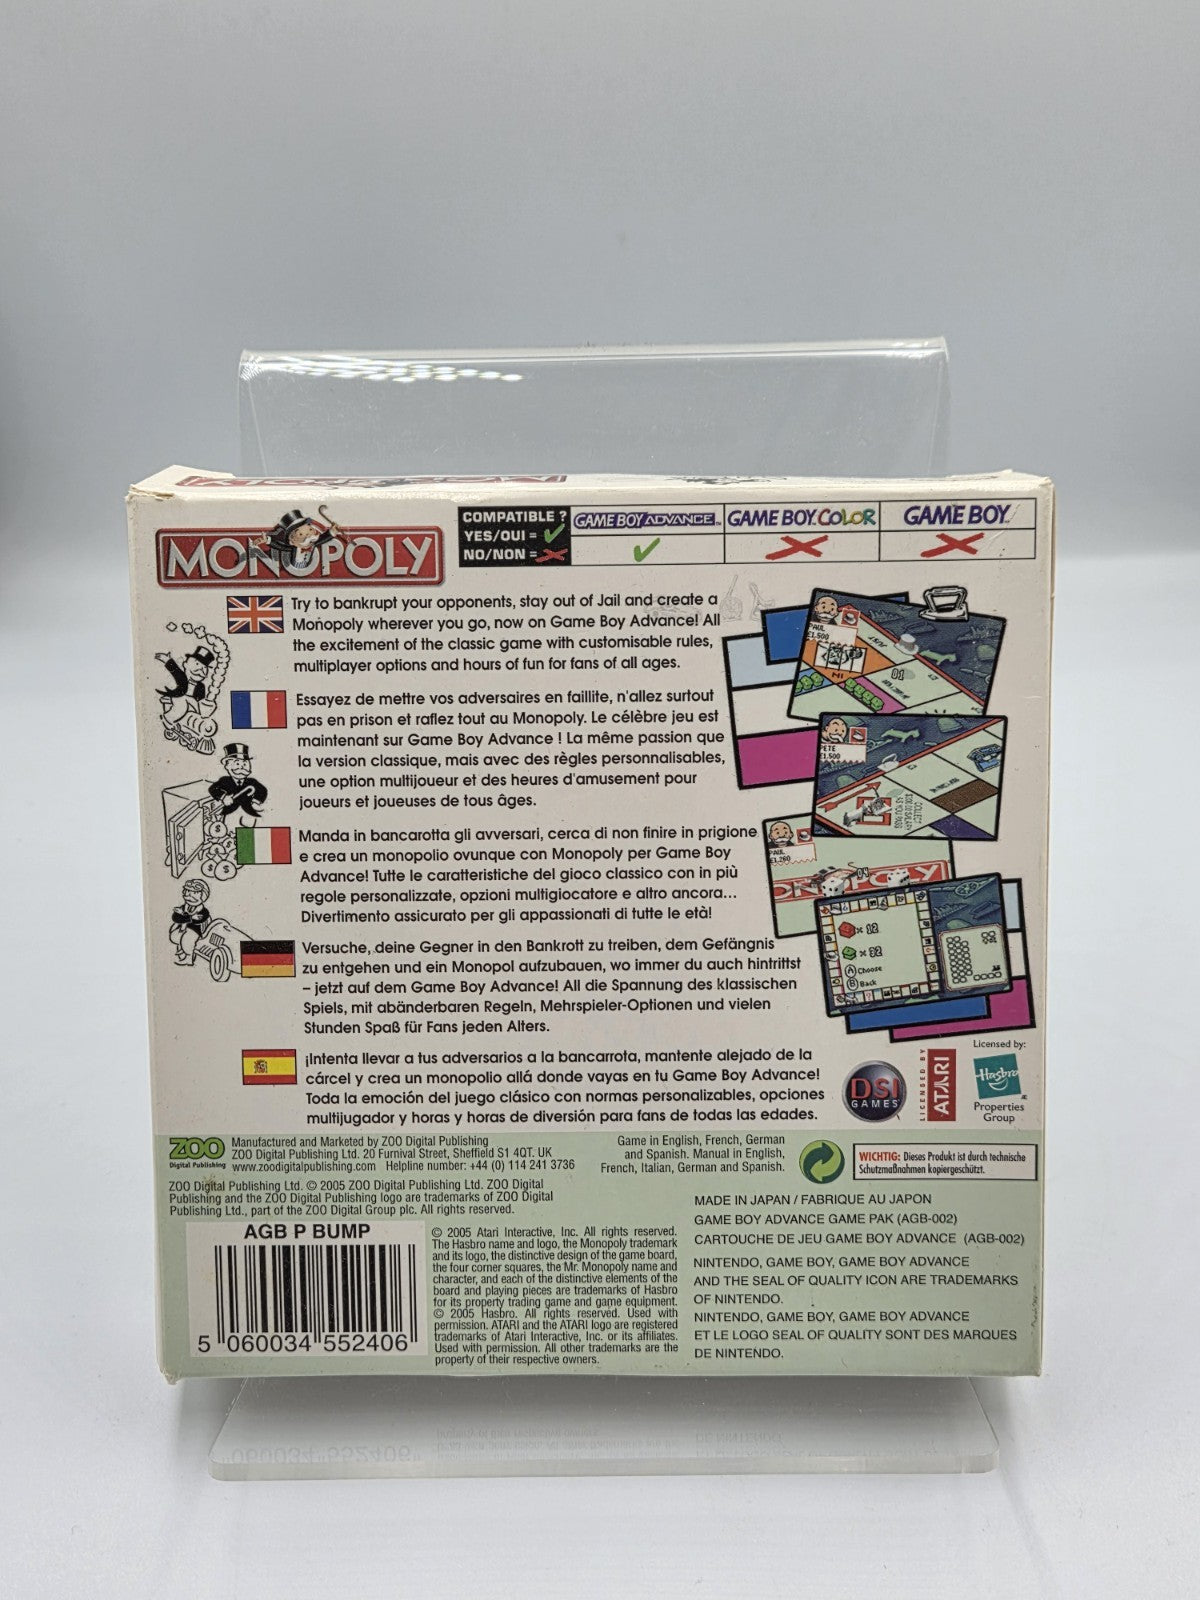 MONOPOLY
COMPATIBLE ?
YES/OUI =
NO/NON =
GAME BOY ADVANCE™
GAME BOY COLOR
GAME BOY™
Try to bankrupt your opponents, stay out of Jail and create a
Monopoly wherever you go, now on Game Boy Advance! All
the excitement of the classic game with customisable rules,
multiplayer options and hours of fun for fans of all ages.
Essayez de mettre vos adversaires en faillite, n'allez surtout
pas en prison et raflez tout au Monopoly. Le célèbre jeu est
maintenant sur Game Boy Advance ! La même passion que
la version classique, mais avec des règles personnalisables,
une option multijoueur et des heures d'amusement pour
joueurs et joueuses de tous âges.
Manda in bancarotta gli avversari, cerca di non finire in prigione
e crea un monopolio ovunque con Monopoly per Game Boy
Advance! Tutte le caratteristiche del gioco classico con in più
regole personalizzate, opzioni multigiocatore e altro ancora...
Divertimento assicurato per gli appassionati di tutte le età!
Versuche, deine Gegner in den Bankrott zu treiben, dem Gefängnis
zu entgehen und ein Monopol aufzubauen, wo immer du auch hintrittst
– jetzt auf dem Game Boy Advance! All die Spannung des klassischen
Spiels, mit abänderbaren Regeln, Mehrspieler-Optionen und vielen
Stunden Spaß für Fans jeden Alters.
¡Intenta llevar a tus adversarios a la bancarrota, mantente alejado de la
cárcel y crea un monopolio allá donde vayas en tu Game Boy Advance!
Toda la emoción del juego clásico con normas personalizables, opciones
multijugador y horas y horas de diversión para fans de todas las edades.
PAUL
£1,500
PETE
£1,500
PAUL
£1,260
MONOPOLY
x 12
x 32
A Choose
B Back
DSI
GAMES
LICENSED BY
ATARI
Licensed by:
Hasbro
Properties
Group
ZOO
Digital Publishing
Manufactured and Marketed by ZOO Digital Publishing
ZOO Digital Publishing Ltd. 20 Furnival Street, Sheffield S1 4QT. UK
www.zoodigitalpublishing.com Helpline number: +44 (0) 114 241 3736
ZOO Digital Publishing Ltd. © 2005 ZOO Digital Publishing Ltd. ZOO Digital
Publishing and the ZOO Digital Publishing logo are trademarks of ZOO Digital
Publishing Ltd., part of the ZOO Digital Group plc. All rights reserved.
Game in English, French, German
and Spanish. Manual in English,
French, Italian, German and Spanish.
WICHTIG: Dieses Produkt ist durch technische
Schutzmaßnahmen kopiergeschützt.
AGB P BUMP
5 060034 552406
© 2005 Atari Interactive, Inc. All rights reserved.
The Hasbro name and logo, the Monopoly trademark
and its logo, the distinctive design of the game board,
the four corner squares, the Mr. Monopoly name and
character, and each of the distinctive elements of the
board and playing pieces are trademarks of Hasbro
for its property trading game and game equipment.
© 2005 Hasbro. All rights reserved. Used with
permission. ATARI and the ATARI logo are registered
trademarks of Atari Interactive, Inc. or its affiliates.
Used with permission. All other trademarks are the
property of their respective owners.
MADE IN JAPAN / FABRIQUE AU JAPON
GAME BOY ADVANCE GAME PAK (AGB-002)
CARTOUCHE DE JEU GAME BOY ADVANCE (AGB-002)
NINTENDO, GAME BOY, GAME BOY ADVANCE
AND THE SEAL OF QUALITY ICON ARE TRADEMARKS
OF NINTENDO.
NINTENDO, GAME BOY, GAME BOY ADVANCE
ET LE LOGO SEAL OF QUALITY SONT DES MARQUES
DE NINTENDO.